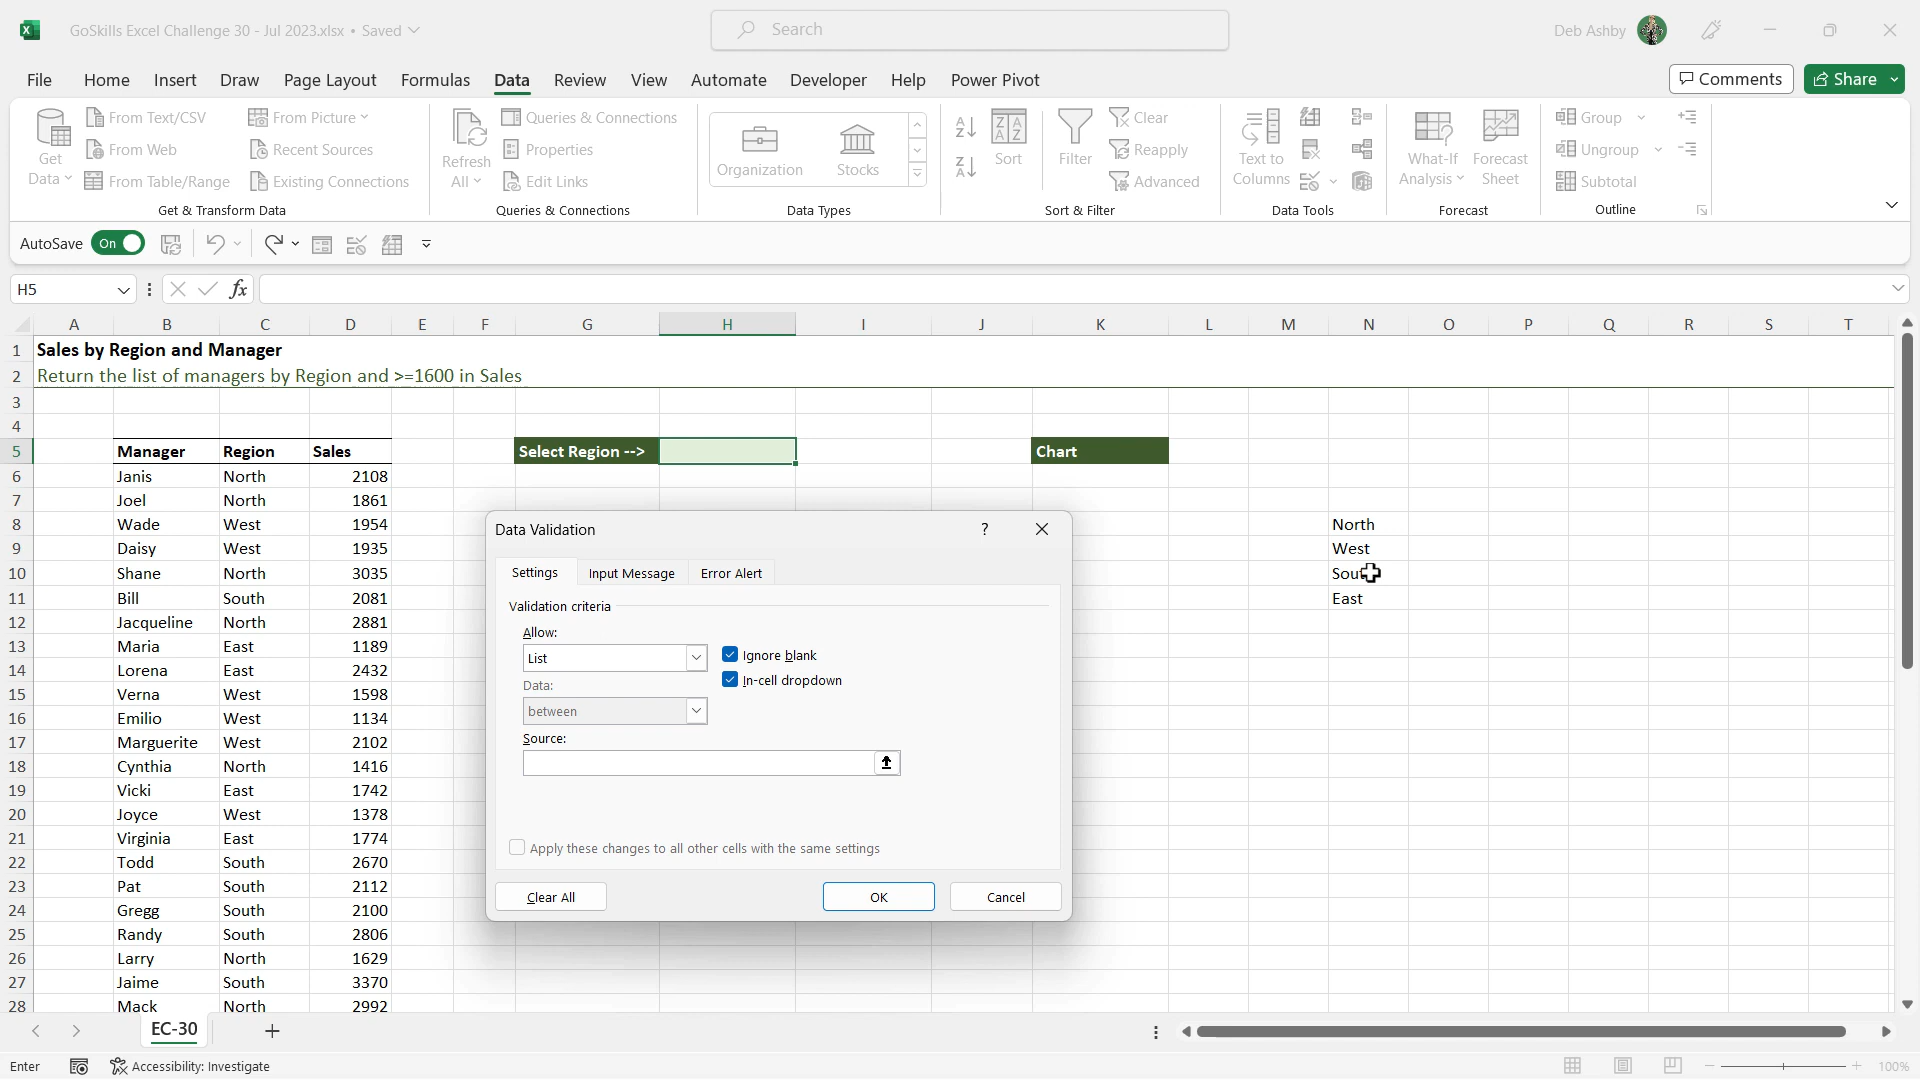 GoSkills Excel Challenge 30 - Jul 2023.xlsx • Saved
Search
Deb Ashby
File Home Insert Draw Page Layout Formulas Data Review View Automate Developer Help Power Pivot
Comments Share
Get Data
From Text/CSV
From Web
From Table/Range
From Picture
Recent Sources
Existing Connections
Get & Transform Data
Refresh All
Queries & Connections
Properties
Edit Links
Queries & Connections
Organization
Stocks
Data Types
Sort
Filter
Clear
Reapply
Advanced
Sort & Filter
Text to Columns
Data Tools
What-If Analysis
Forecast Sheet
Forecast
Group
Ungroup
Subtotal
Outline
AutoSave On
H5 fx
A B C D E F G H I J K L M N O P Q R S T
1 Sales by Region and Manager
2 Return the list of managers by Region and >=1600 in Sales
3
4
5 Manager Region Sales Select Region --> Chart
6 Janis North 2108
7 Joel North 1861
8 Wade West 1954 North
9 Daisy West 1935 West
10 Shane North 3035
11 Bill South 2081 East
12 Jacqueline North 2881
13 Maria East 1189
14 Lorena East 2432
15 Verna West 1598
16 Emilio West 1134
17 Marguerite West 2102
18 Cynthia North 1416
19 Vicki East 1742
20 Joyce West 1378
21 Virginia East 1774
22 Todd South 2670
23 Pat South 2112
24 Gregg South 2100
25 Randy South 2806
26 Larry North 1629
27 Jaime South 3370
28 Mack North 2992
Data Validation ?
Settings Input Message Error Alert
Validation criteria
Allow:
List
Ignore blank
In-cell dropdown
Data:
between
Source:
Apply these changes to all other cells with the same settings
Clear All OK Cancel
EC-30
Enter Accessibility: Investigate 100%